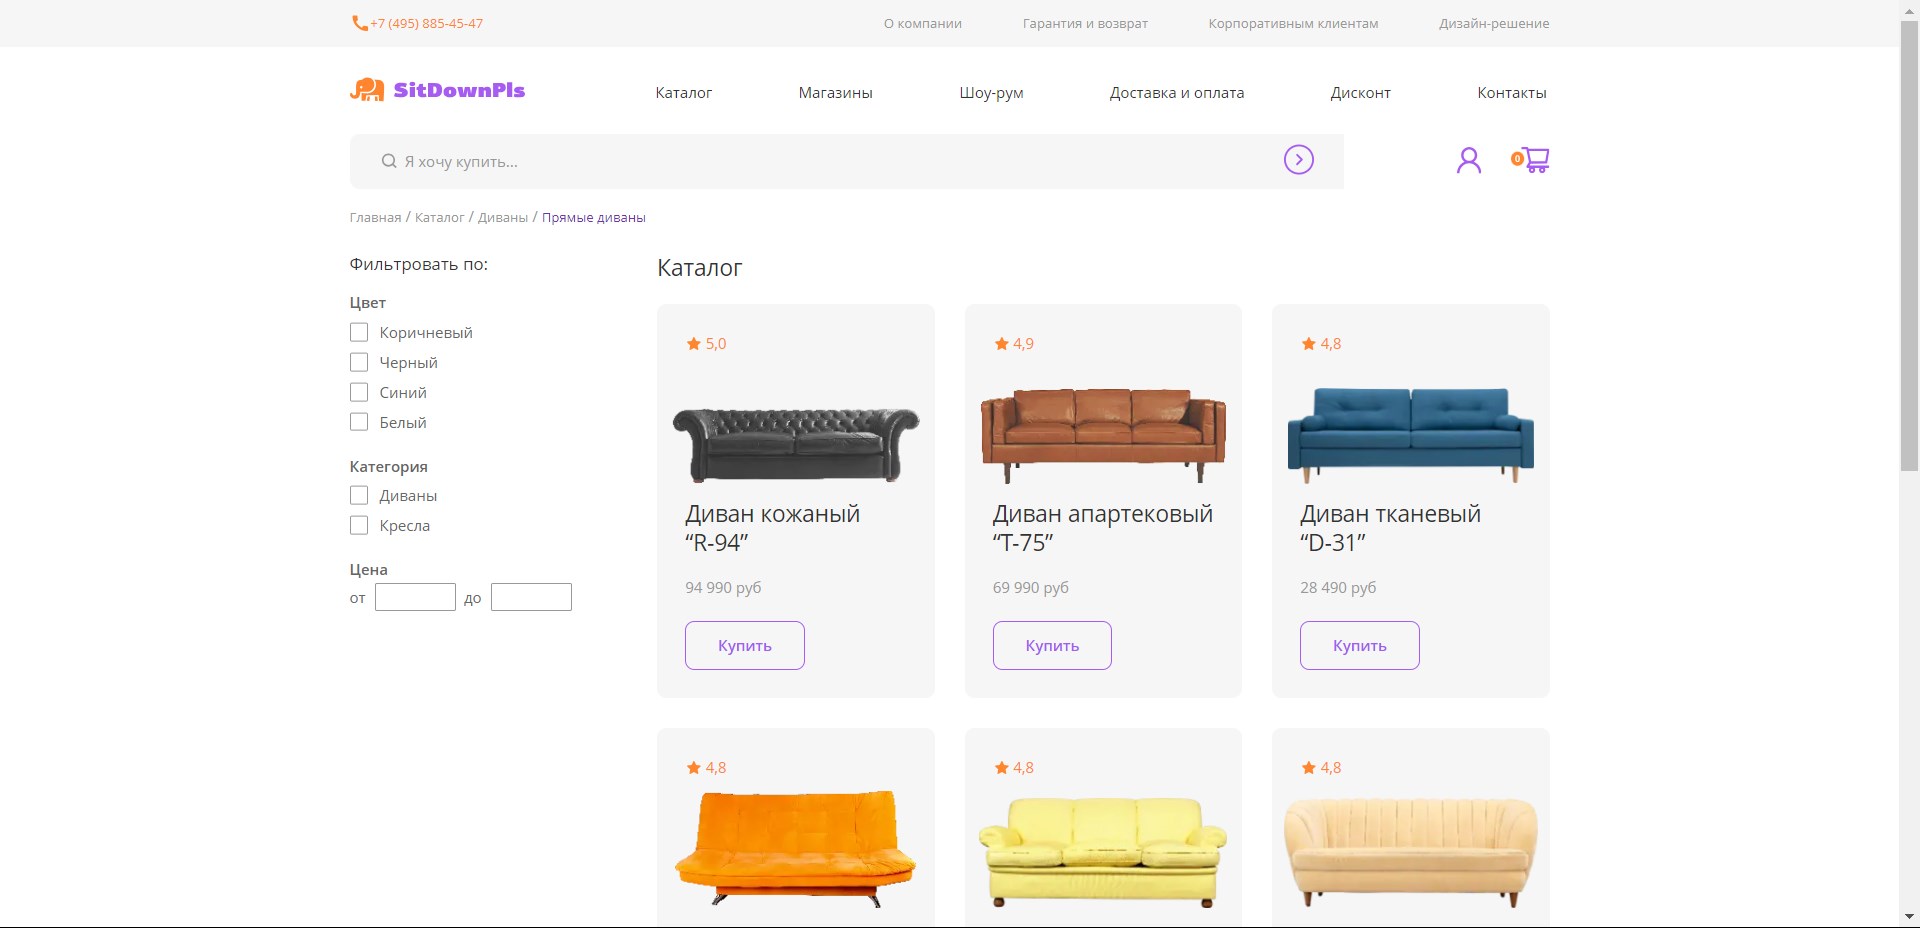 +7 (495) 885-45-47
О компании
Гарантия и возврат
Корпоративным клиентам
Дизайн-решение
SitDownPls
Каталог
Магазины
Шоу-рум
Доставка и оплата
Дисконт
Контакты
Я хочу купить...
0
Главная / Каталог / Диваны / Прямые диваны
Фильтровать по:
Цвет
Коричневый
Черный
Синий
Белый
Категория
Диваны
Кресла
Цена
от
до
Каталог
5,0
Диван кожаный
“R-94”
94 990 руб
Купить
4,9
Диван апартековый
“T-75”
69 990 руб
Купить
4,8
Диван тканевый
“D-31”
28 490 руб
Купить
4,8
4,8
4,8